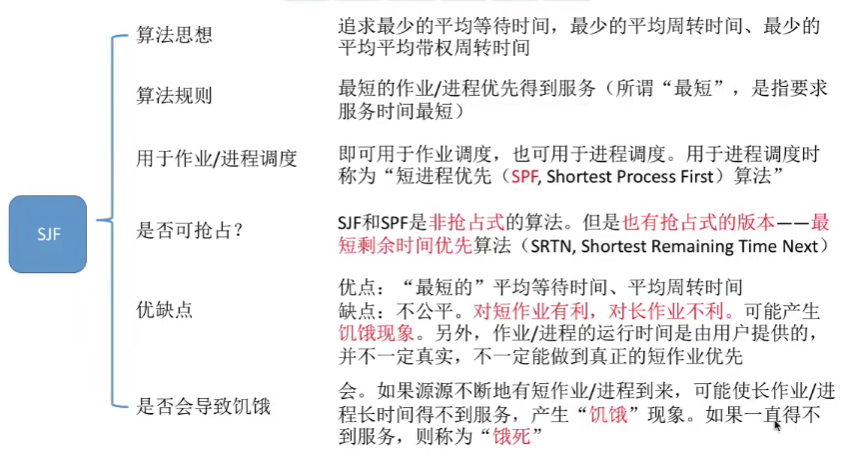 SJF
算法思想
追求最少的平均等待时间，最少的平均周转时间、最少的
平均平均带权周转时间
算法规则
最短的作业/进程优先得到服务（所谓“最短”，是指要求
服务时间最短）
用于作业/进程调度
即可用于作业调度，也可用于进程调度。用于进程调度时
称为“短进程优先（SPF, Shortest Process First）算法”
是否可抢占？
SJF和SPF是非抢占式的算法。但是也有抢占式的版本——最
短剩余时间优先算法（SRTN, Shortest Remaining Time Next）
优缺点
优点：“最短的”平均等待时间、平均周转时间
缺点：不公平。对短作业有利，对长作业不利。可能产生
饥饿现象。另外，作业/进程的运行时间是由用户提供的，
并不一定真实，不一定能做到真正的短作业优先
是否会导致饥饿
会。如果源源不断地有短作业/进程到来，可能使长作业/进
程长时间得不到服务，产生“饥饿”现象。如果一直得不
到服务，则称为“饿死”